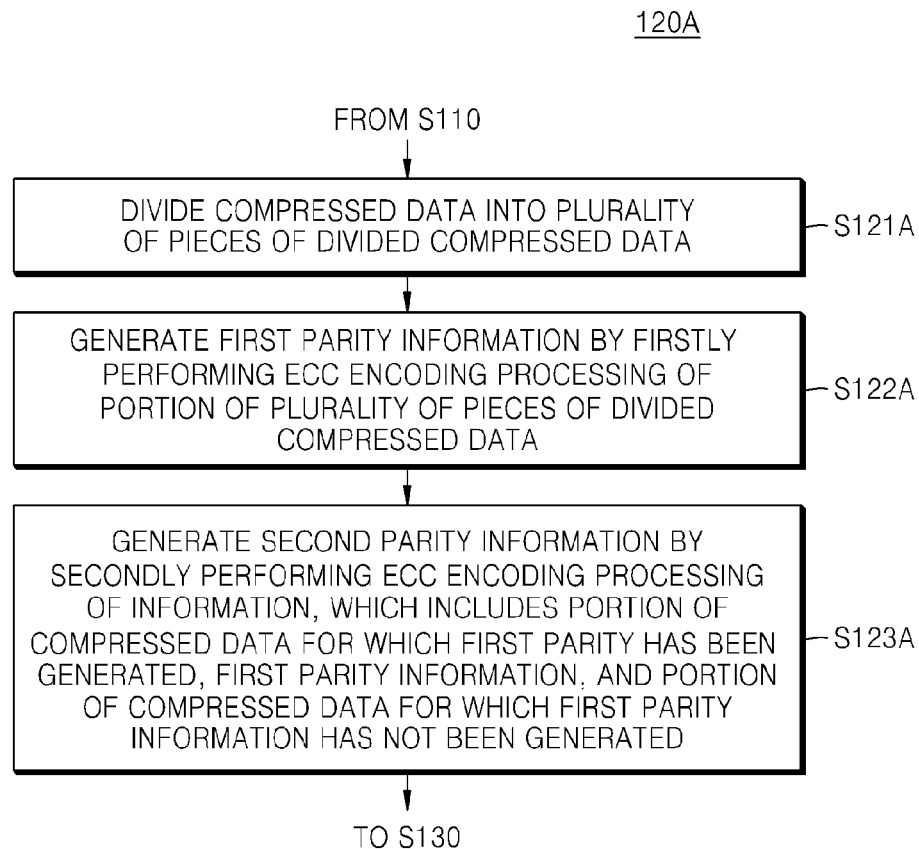 120A
FROM S110
DIVIDE COMPRESSED DATA INTO PLURALITY
OF PIECES OF DIVIDED COMPRESSED DATA
S121A
GENERATE FIRST PARITY INFORMATION BY FIRSTLY
PERFORMING ECC ENCODING PROCESSING OF
PORTION OF PLURALITY OF PIECES OF DIVIDED
COMPRESSED DATA
S122A
GENERATE SECOND PARITY INFORMATION BY
SECONDLY PERFORMING ECC ENCODING PROCESSING
OF INFORMATION, WHICH INCLUDES PORTION OF
COMPRESSED DATA FOR WHICH FIRST PARITY HAS BEEN
GENERATED, FIRST PARITY INFORMATION, AND PORTION
OF COMPRESSED DATA FOR WHICH FIRST PARITY
INFORMATION HAS NOT BEEN GENERATED
S123A
TO S130